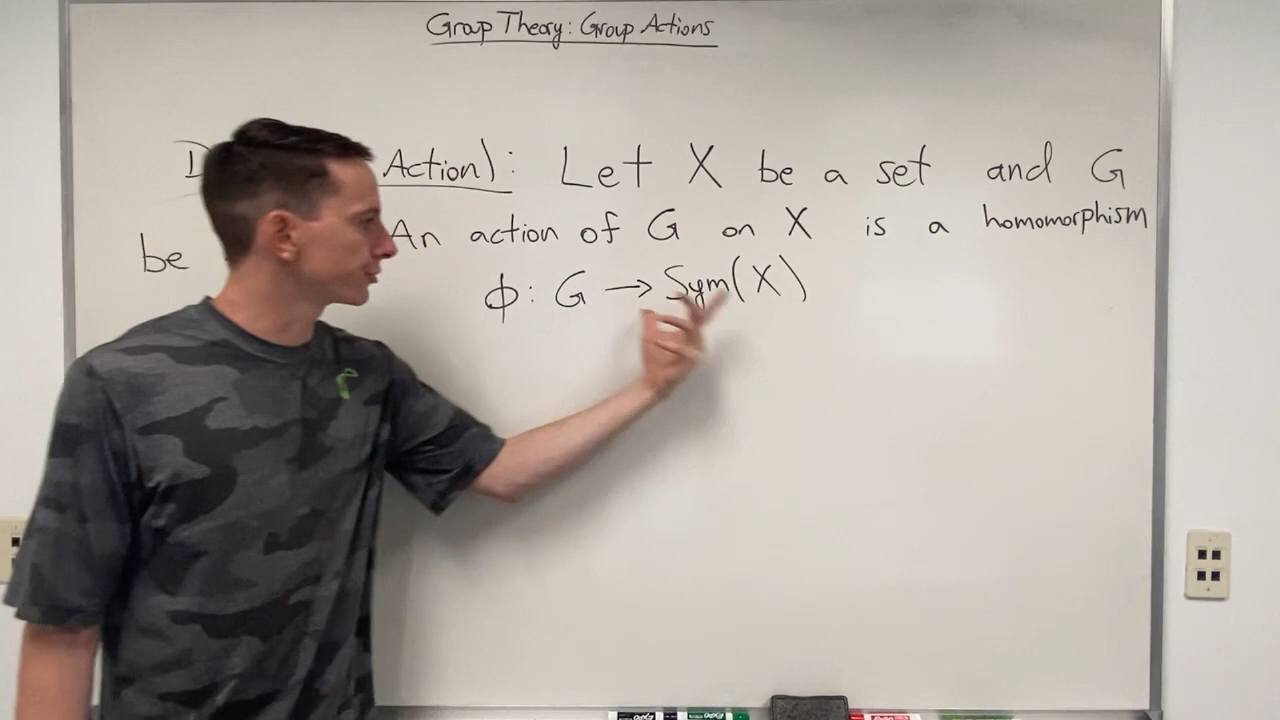 Group Theory: Group Actions
Action): Let X be a set and G
be An action of G on X is a homomorphism
ϕ: G → Sym(X)